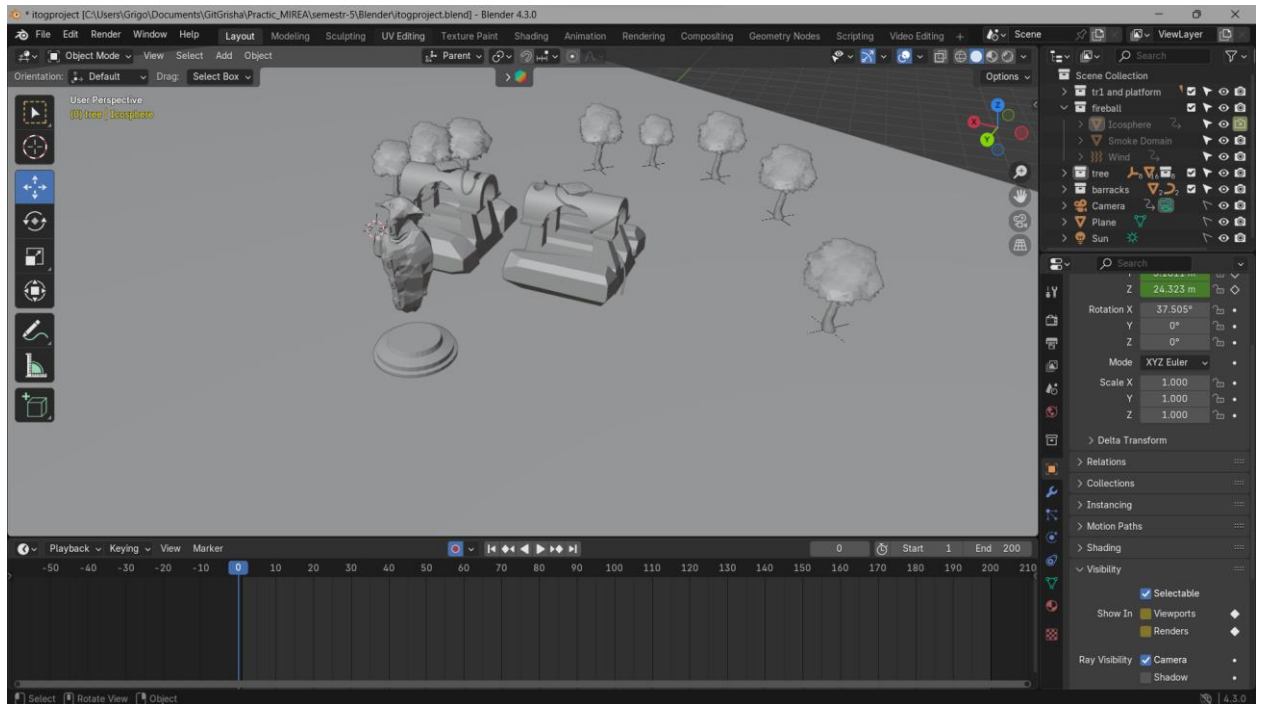 * itogproject [C:\Users\Grigo\Documents\GitGrisha\Practic_MIREA\semestr-5\Blender\itogproject.blend] - Blender 4.3.0
File Edit Render Window Help Layout Modeling Sculpting UV Editing Texture Paint Shading Animation Rendering Compositing Geometry Nodes Scripting Video Editing + Scene ViewLayer
Object Mode View Select Add Object Parent Search
Orientation: Default Drag: Select Box Options
User Perspective
(0) tree | Icosphere
X
Y
Z
Scene Collection
tr1 and platform
fireball
Icosphere
Smoke Domain
Wind
tree
barracks
Camera
Plane
Sun
Search
Z 24.323 m
Rotation X 37.505°
Y 0°
Z 0°
Mode XYZ Euler
Scale X 1.000
Y 1.000
Z 1.000
Delta Transform
Relations
Collections
Instancing
Motion Paths
Shading
Visibility
Selectable
Show In Viewports
Renders
Ray Visibility Camera
Shadow
Playback Keying View Marker 0 Start 1 End 200
-50 -40 -30 -20 -10 0 10 20 30 40 50 60 70 80 90 100 110 120 130 140 150 160 170 180 190 200 210
Select Rotate View Object 4.3.0